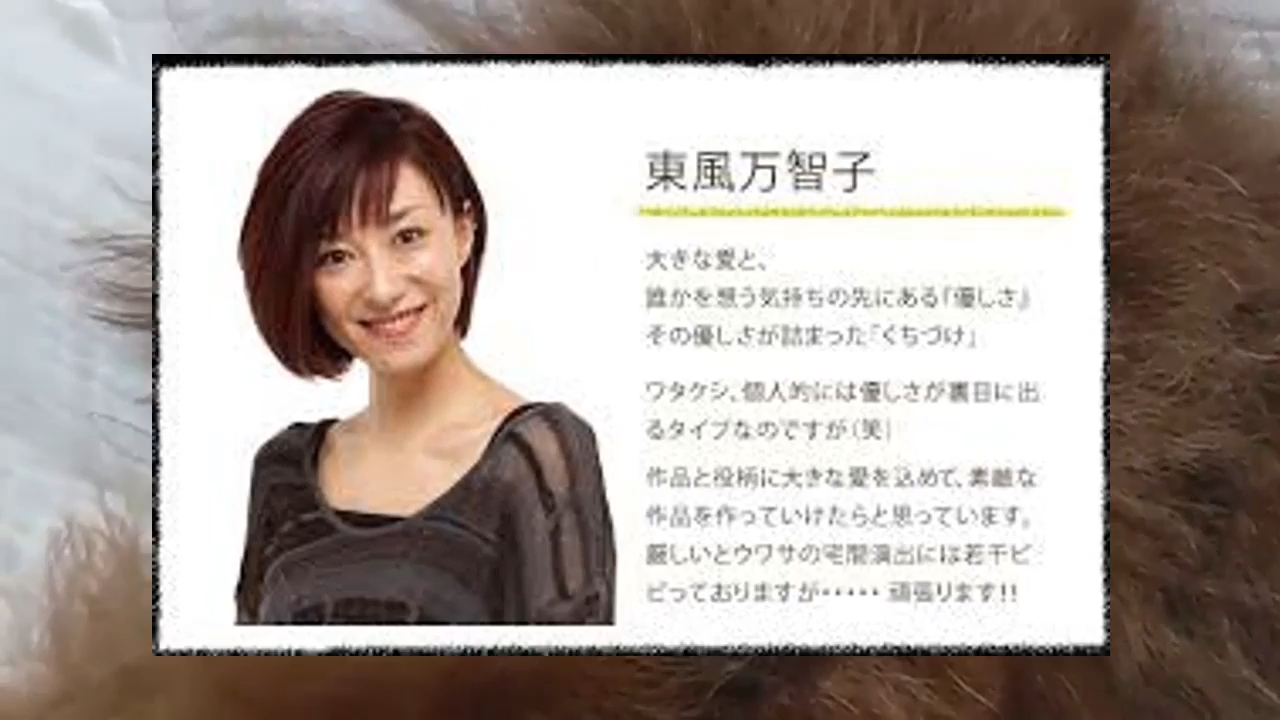 東風万智子
大きな愛と、
誰かを想う気持ちの先にある『優しさ』
その優しさが詰まった『くちづけ』
ワタクシ、個人的には優しさが裏目に出
るタイプなのですが（笑）
作品と役柄に大きな愛を込めて、素敵な
作品を作っていけたらと思っています。
厳しいとウワサの宅間演出には若干ビ
ビっておりますが・・・・・ 頑張ります!!